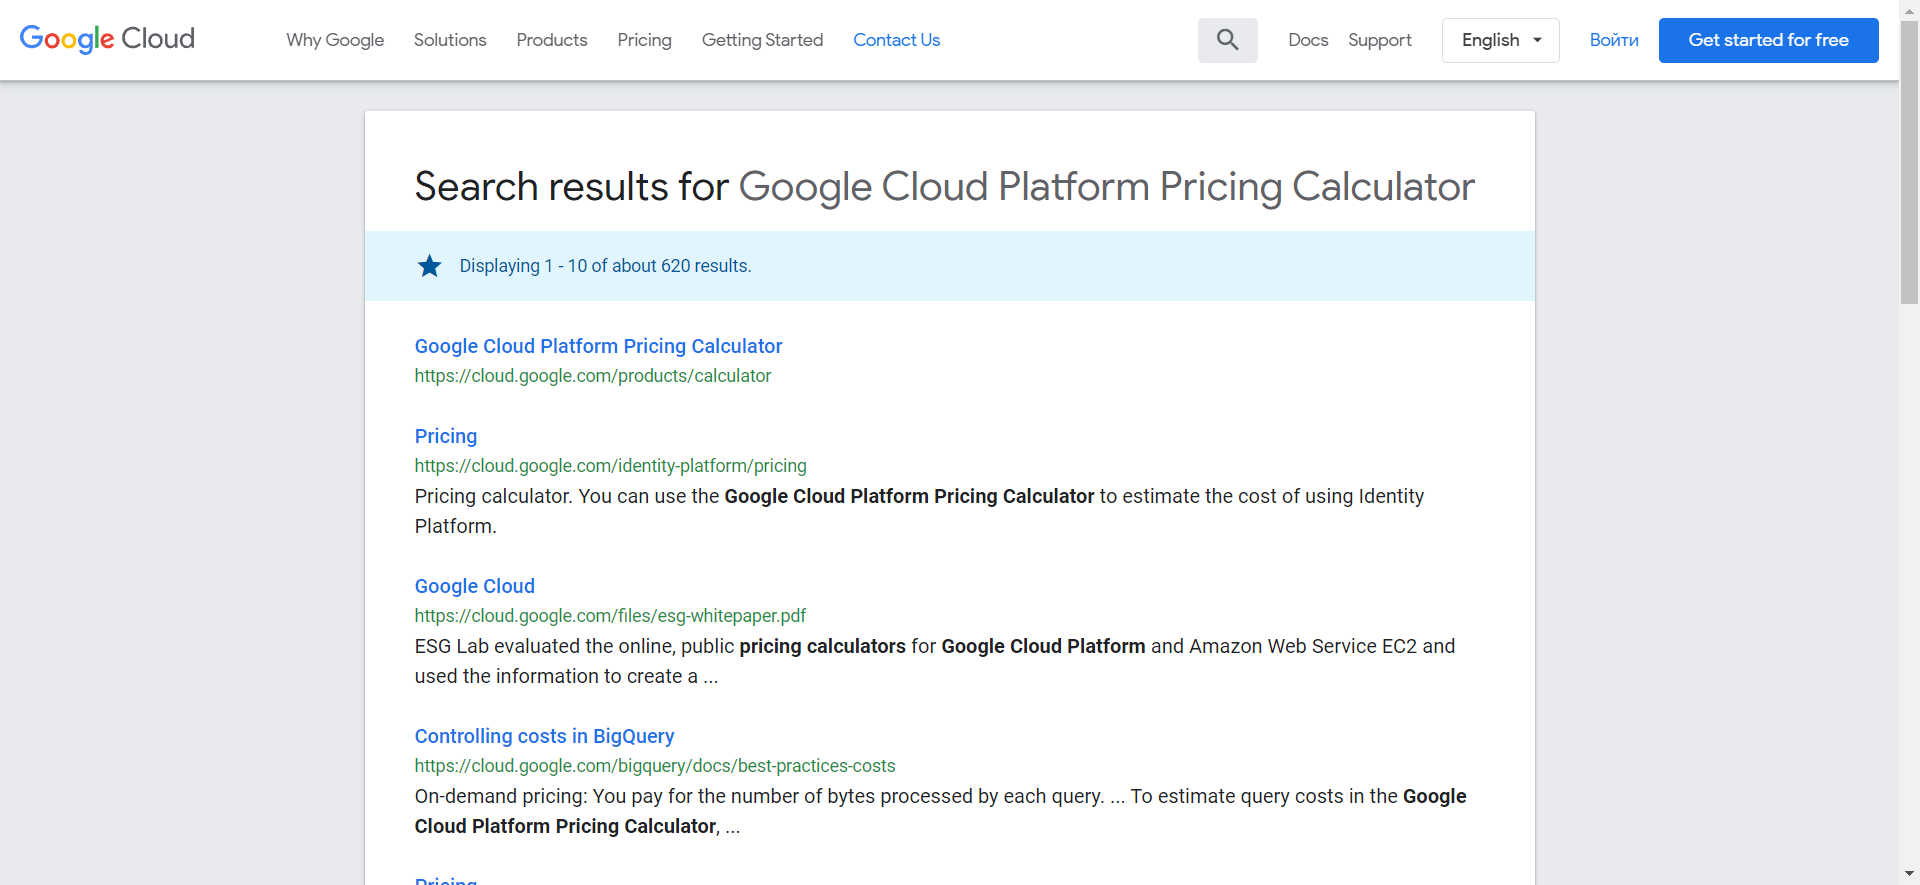 Google Cloud
Why Google
Solutions
Products
Pricing
Getting Started
Contact Us
Docs
Support
English
Войти
Get started for free
Search results for Google Cloud Platform Pricing Calculator
Displaying 1 - 10 of about 620 results.
Google Cloud Platform Pricing Calculator
https://cloud.google.com/products/calculator
Pricing
https://cloud.google.com/identity-platform/pricing
Pricing calculator. You can use the Google Cloud Platform Pricing Calculator to estimate the cost of using Identity
Platform.
Google Cloud
https://cloud.google.com/files/esg-whitepaper.pdf
ESG Lab evaluated the online, public pricing calculators for Google Cloud Platform and Amazon Web Service EC2 and
used the information to create a ...
Controlling costs in BigQuery
https://cloud.google.com/bigquery/docs/best-practices-costs
On-demand pricing: You pay for the number of bytes processed by each query. ... To estimate query costs in the Google
Cloud Platform Pricing Calculator, ...
Pricing